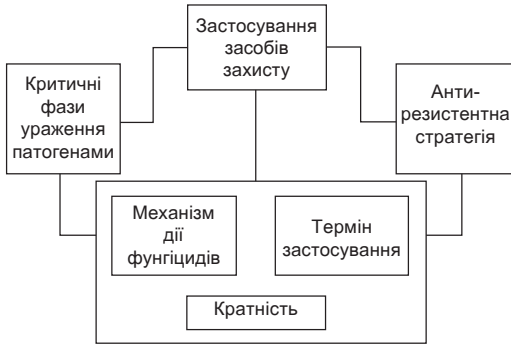 Застосування
засобів
захисту
Критичні
фази
ураження
патогенами
Анти-
резистентна
стратегія
Механізм
дії
фунгіцидів
Термін
застосування
Кратність